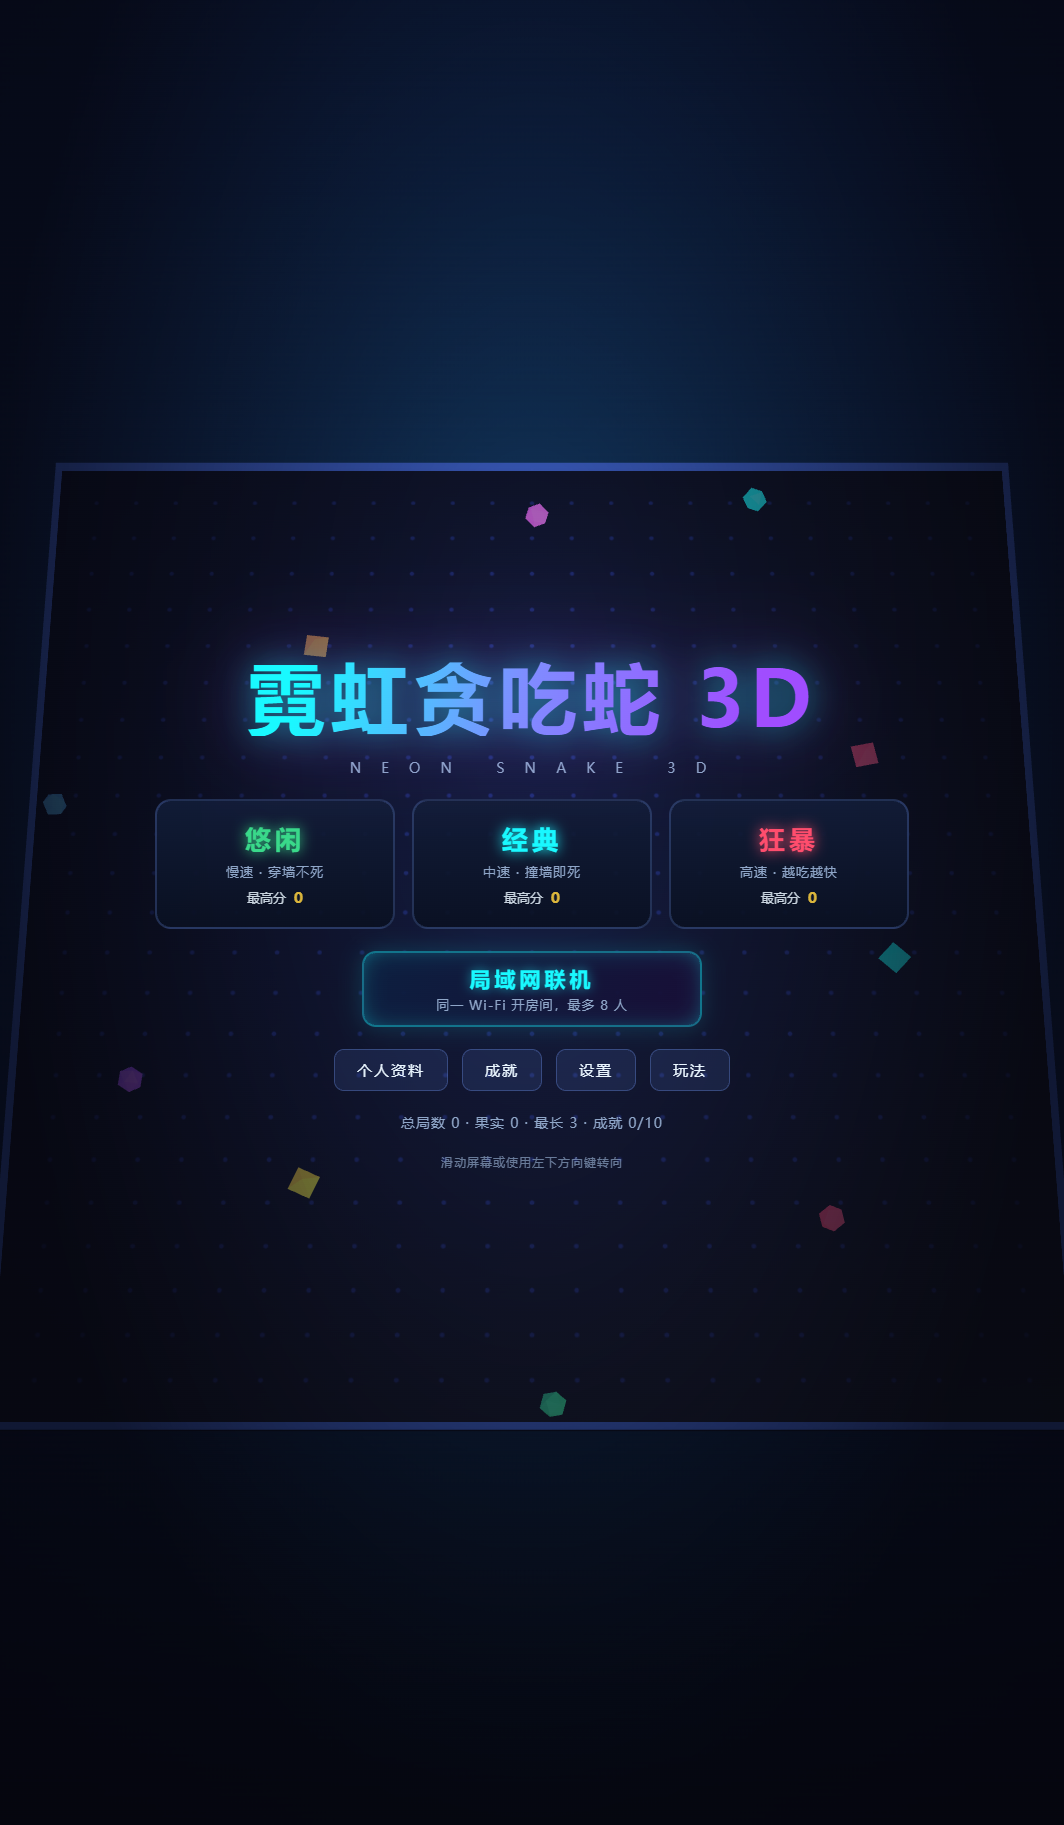 霓虹贪吃蛇 3D
NEON SNAKE 3D
悠闲
慢速 · 穿墙不死
最高分 0
经典
中速 · 撞墙即死
最高分 0
狂暴
高速 · 越吃越快
最高分 0
局域网联机
同一 Wi-Fi 开房间，最多 8 人
个人资料
成就
设置
玩法
总局数 0 · 果实 0 · 最长 3 · 成就 0/10
滑动屏幕或使用左下方向键转向